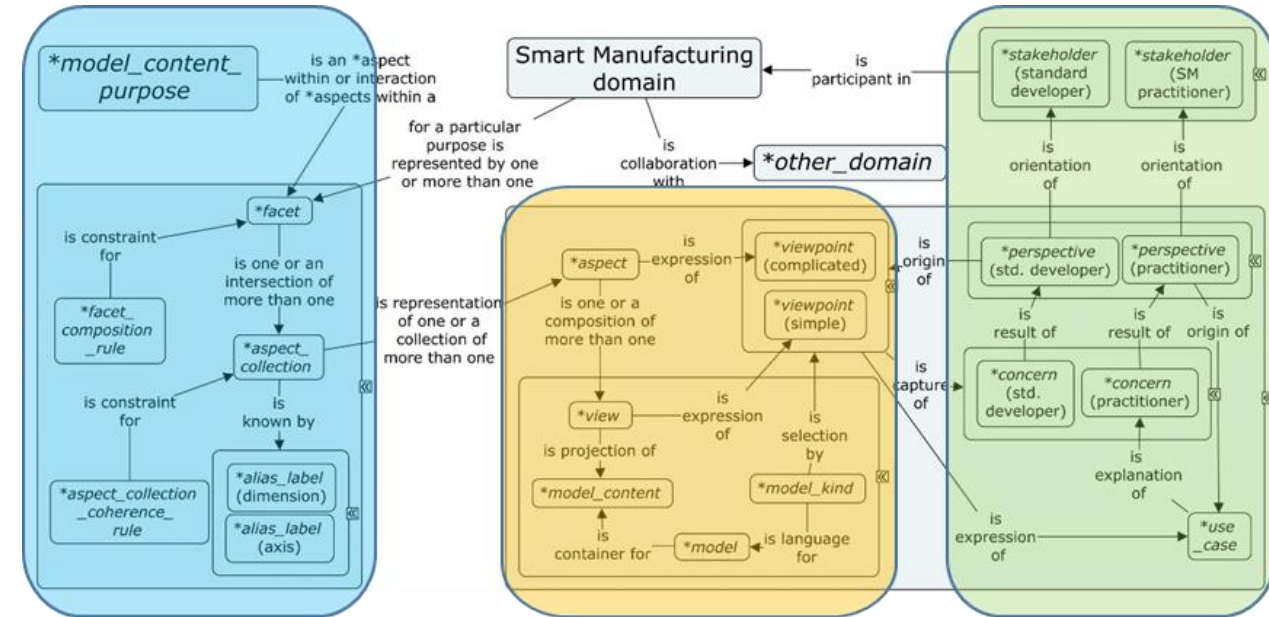 *model_content_
purpose
is an *aspect
within or interaction
of *aspects within a
Smart Manufacturing
domain
is
participant in
*stakeholder
(standard
developer)
*stakeholder
(SM
practitioner)
for a particular
purpose is
represented by one
or more than one
is
collaboration
with
*other_domain
is
orientation
of
is
orientation
of
*facet
is constraint
for
is one or an
intersection of
more than one
*facet_
composition
_rule
*aspect_
collection
is representation
of one or a
collection of
more than one
is constraint
for
is
known by
*aspect_collection
_coherence_
rule
*alias_label
(dimension)
*alias_label
(axis)
*aspect
is
expression
of
*viewpoint
(complicated)
*viewpoint
(simple)
is one or a
composition of
more than one
*view
is
expression
of
is
selection
by
is projection of
*model_content
*model_kind
is
container for
*model
is language
for
is
origin
of
*perspective
(std. developer)
*perspective
(practitioner)
is
result of
is
result of
is
origin of
is
capture
of
*concern
(std.
developer)
*concern
(practitioner)
is
explanation
of
is
expression
of
*use
_case